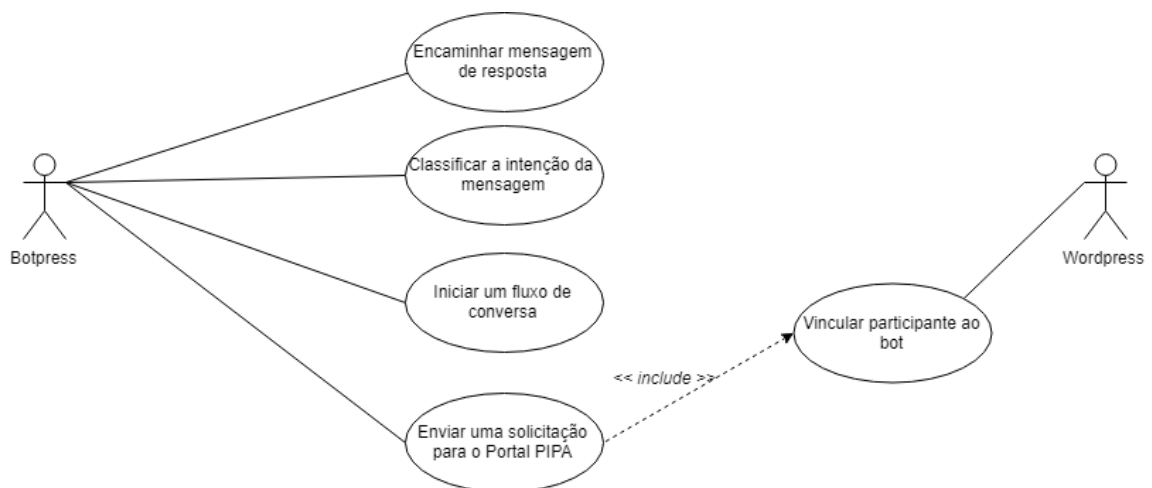 Encaminhar mensagem
de resposta
Classificar a intenção da
mensagem
Botpress
Wordpress
Iniciar um fluxo de
conversa
Vincular participante ao
bot
<< include >>
Enviar uma solicitação
para o Portal PIPA